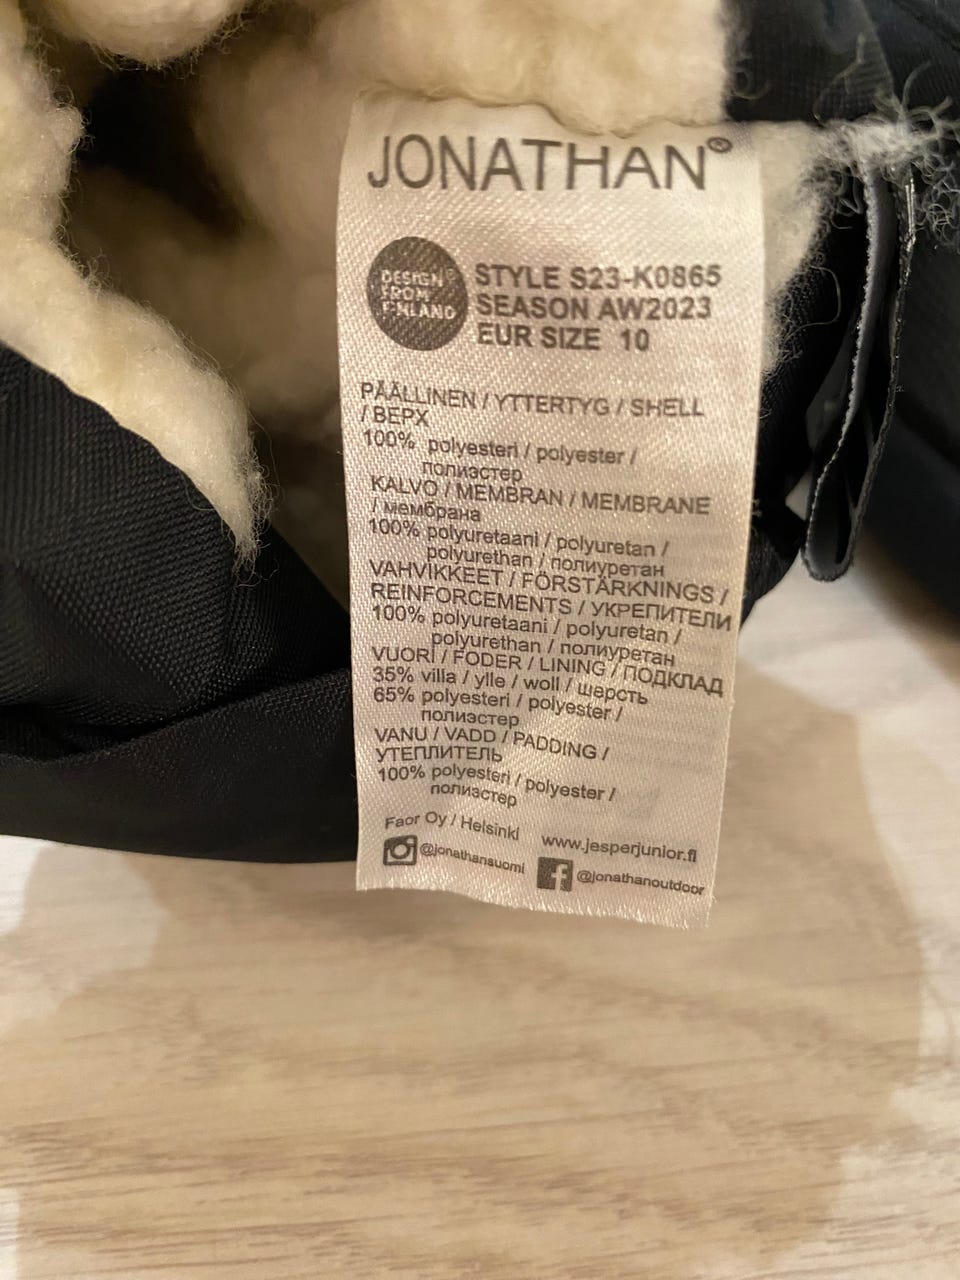 JONATHAN®
DESIGN
FROM
FINLAND
STYLE S23-K0865
SEASON AW2023
EUR SIZE 10
PÄÄLLINEN / YTTERTYG / SHELL
/ ВЕРХ
100% polyesteri / polyester /
полиэстер
KALVO / MEMBRAN / MEMBRANE
/ мембрана
100% polyuretaani / polyuretan /
polyurethan / полиуретан
VAHVIKKEET / FÖRSTÄRKNINGS /
REINFORCEMENTS / УКРЕПИТЕЛИ
100% polyuretaani / polyuretan /
polyurethan / полиуретан
VUORI / FODER / LINING / ПОДКЛАД
35% villa / ylle / woll / шерсть
65% polyesteri / polyester /
полиэстер
VANU / VADD / PADDING /
УТЕПЛИТЕЛЬ
100% polyesteri / polyester /
полиэстер
Faor Oy / Helsinki
www.jesperjunior.fi
@jonathansuomi
@jonathanoutdoor